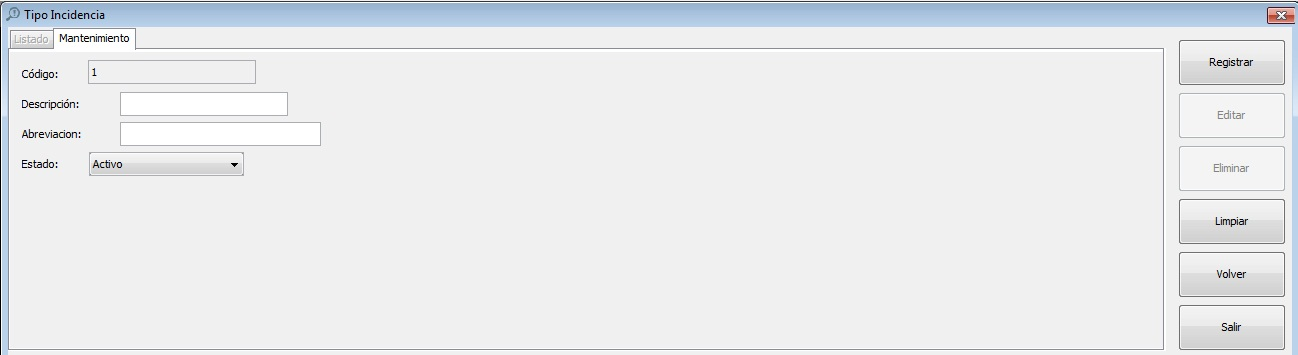 Tipo Incidencia
Listado Mantenimiento
Código: 1
Descripción:
Abreviacion:
Estado: Activo
Registrar
Editar
Eliminar
Limpiar
Volver
Salir